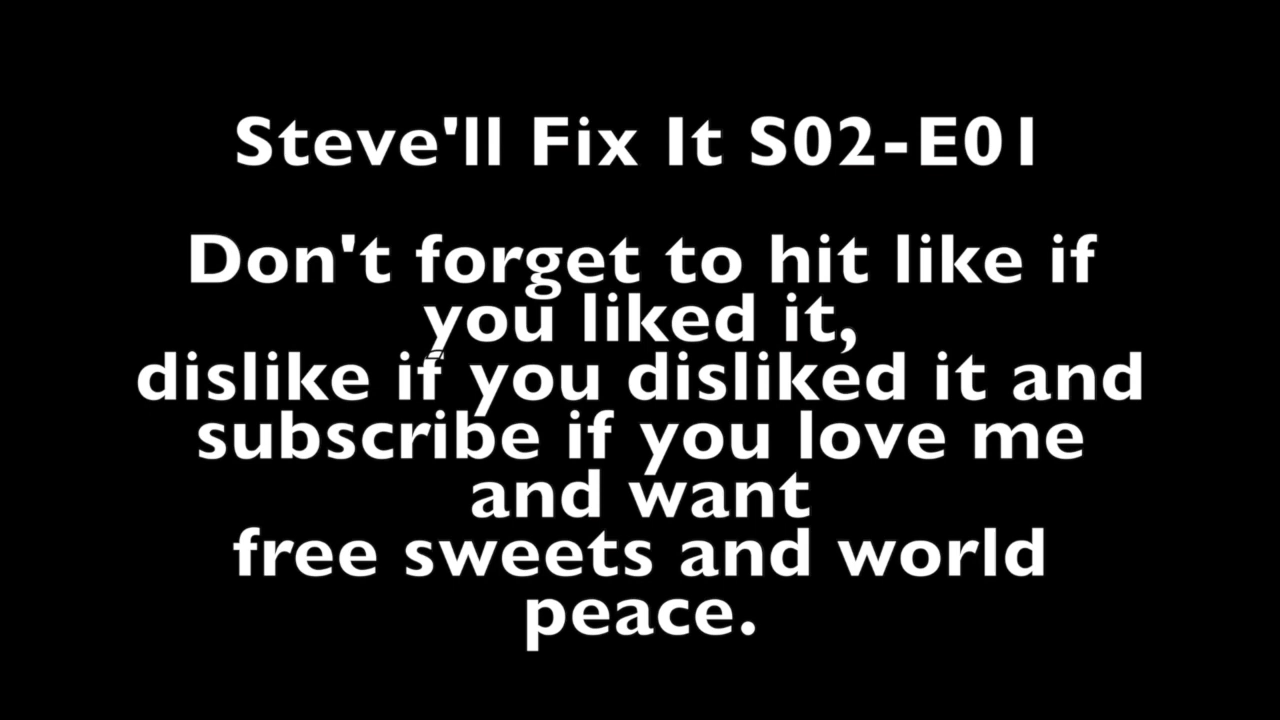 Steve'll Fix It S02-E01
Don't forget to hit like if
you liked it,
dislike if you disliked it and
subscribe if you love me
and want
free sweets and world
peace.